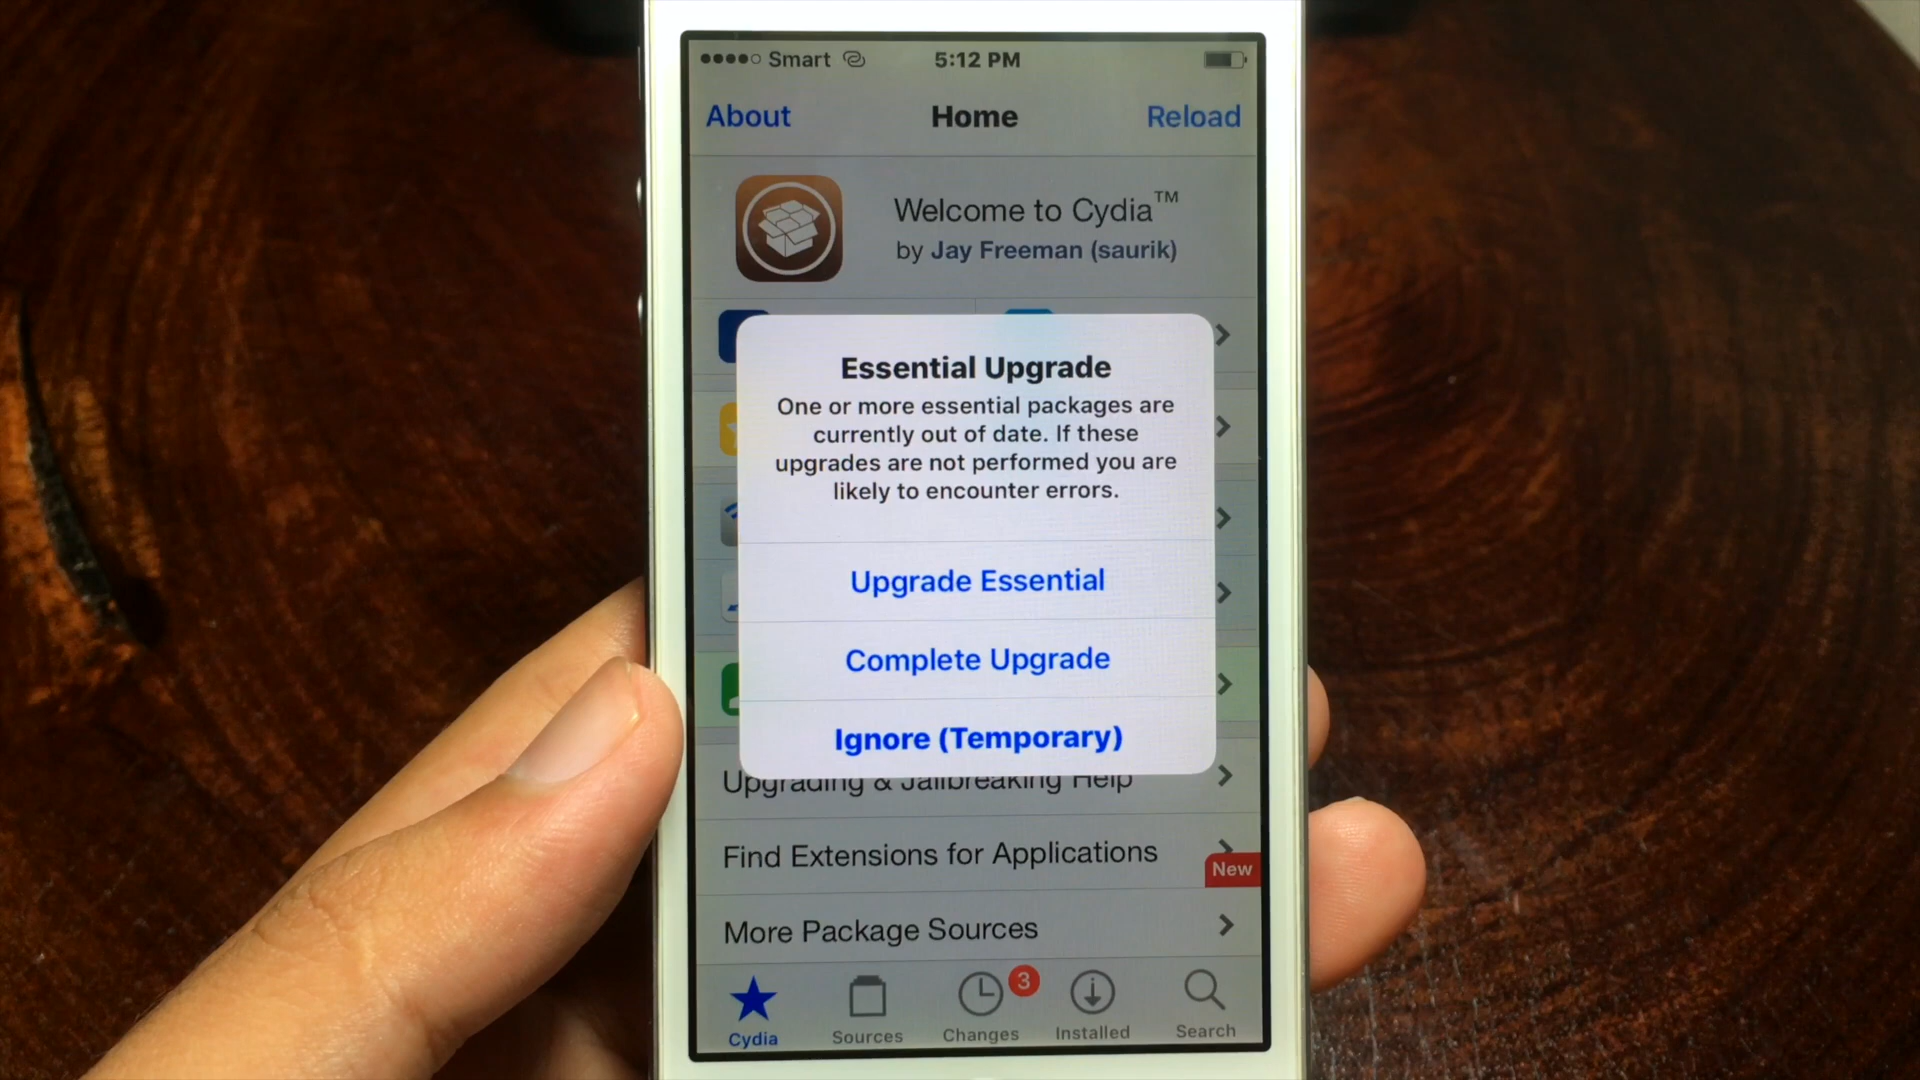 Smart 5:12 PM
About Home Reload
Welcome to Cydia™
by Jay Freeman (saurik)
Essential Upgrade
One or more essential packages are
currently out of date. If these
upgrades are not performed you are
likely to encounter errors.
Upgrade Essential
Complete Upgrade
Ignore (Temporary)
Upgrading & Jailbreaking Help
Find Extensions for Applications
New
More Package Sources
3
Cydia Sources Changes Installed Search